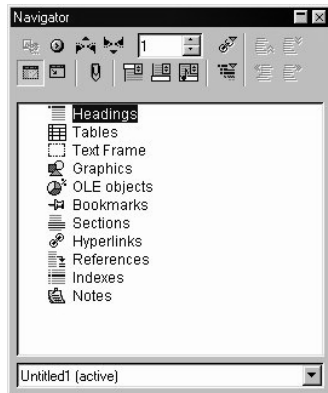 Navigator
1
Headings
Tables
Text Frame
Graphics
OLE objects
Bookmarks
Sections
Hyperlinks
References
Indexes
Notes
Untitled1 (active)